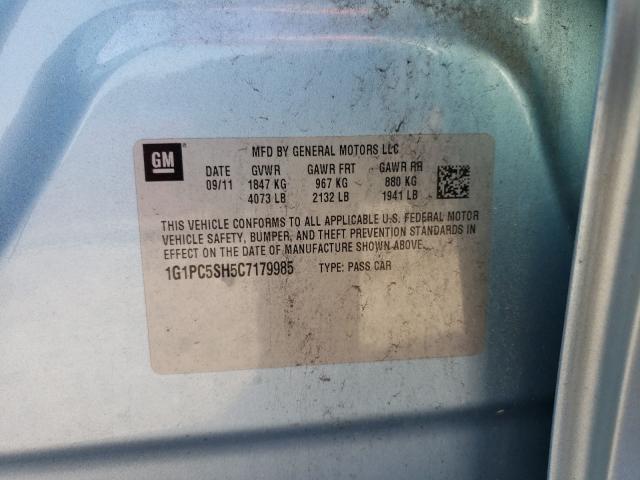 GM
MFD BY GENERAL MOTORS LLC
DATE GVWR GAWR FRT GAWR RR
09/11 1847 KG 967 KG 880 KG
4073 LB 2132 LB 1941 LB
THIS VEHICLE CONFORMS TO ALL APPLICABLE U.S. FEDERAL MOTOR
VEHICLE SAFETY, BUMPER, AND THEFT PREVENTION STANDARDS IN
EFFECT ON THE DATE OF MANUFACTURE SHOWN ABOVE.
1G1PC5SH5C7179985 TYPE: PASS CAR